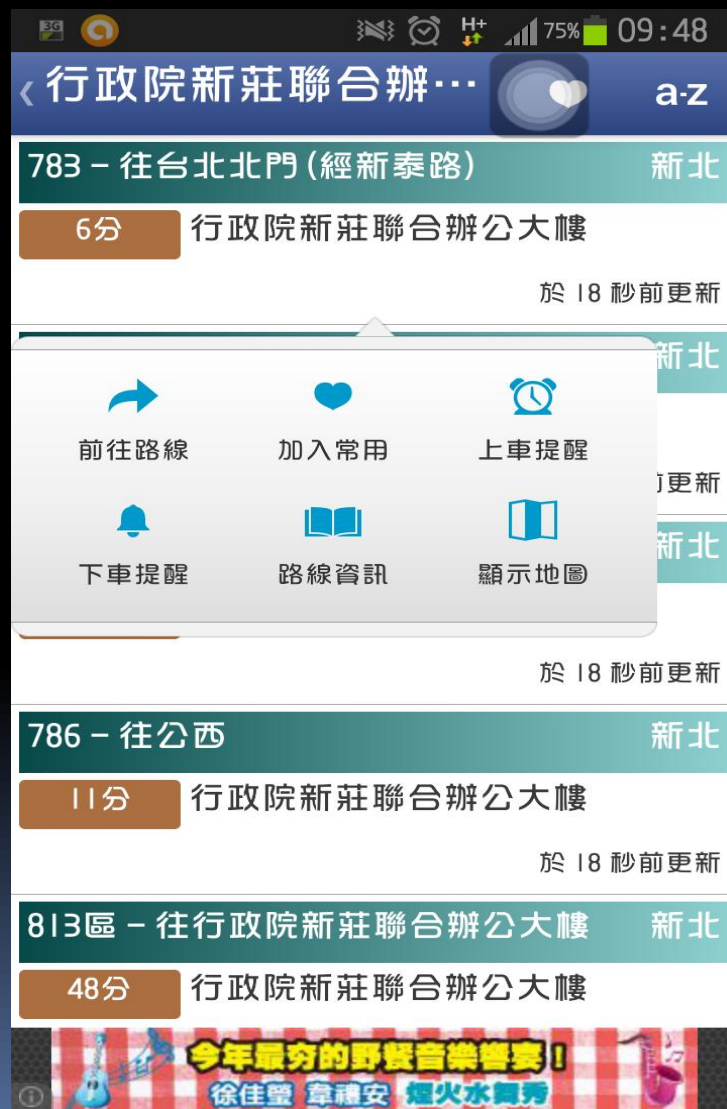 3G 75% 09:48
行政院新莊聯合辦… a-z
783 – 往台北北門 (經新泰路) 新北
6分 行政院新莊聯合辦公大樓
於 18 秒前更新
新北
前往路線 加入常用 上車提醒
前更新
新北
下車提醒 路線資訊 顯示地圖
於 18 秒前更新
786 – 往公西 新北
11分 行政院新莊聯合辦公大樓
於 18 秒前更新
813區 – 往行政院新莊聯合辦公大樓 新北
48分 行政院新莊聯合辦公大樓
今年最夯的野餐音樂響宴！
徐佳瑩 韋禮安 煙火水舞秀